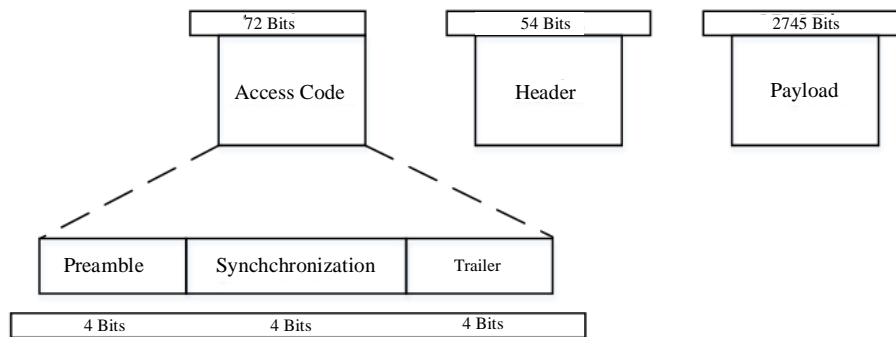 72 Bits 54 Bits 2745 Bits
Access Code Header Payload
Preamble Synchchronization Trailer
4 Bits 4 Bits 4 Bits